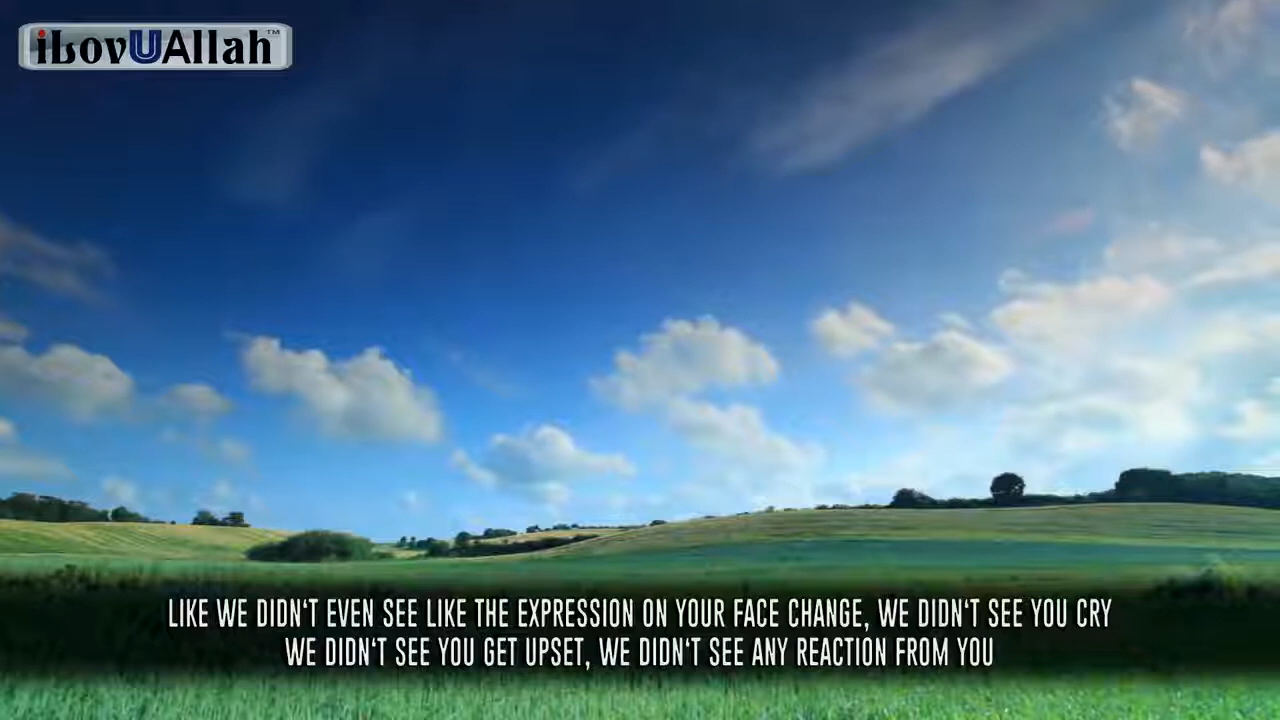 iLovUAllah™
LIKE WE DIDN'T EVEN SEE LIKE THE EXPRESSION ON YOUR FACE CHANGE, WE DIDN'T SEE YOU CRY
WE DIDN'T SEE YOU GET UPSET, WE DIDN'T SEE ANY REACTION FROM YOU